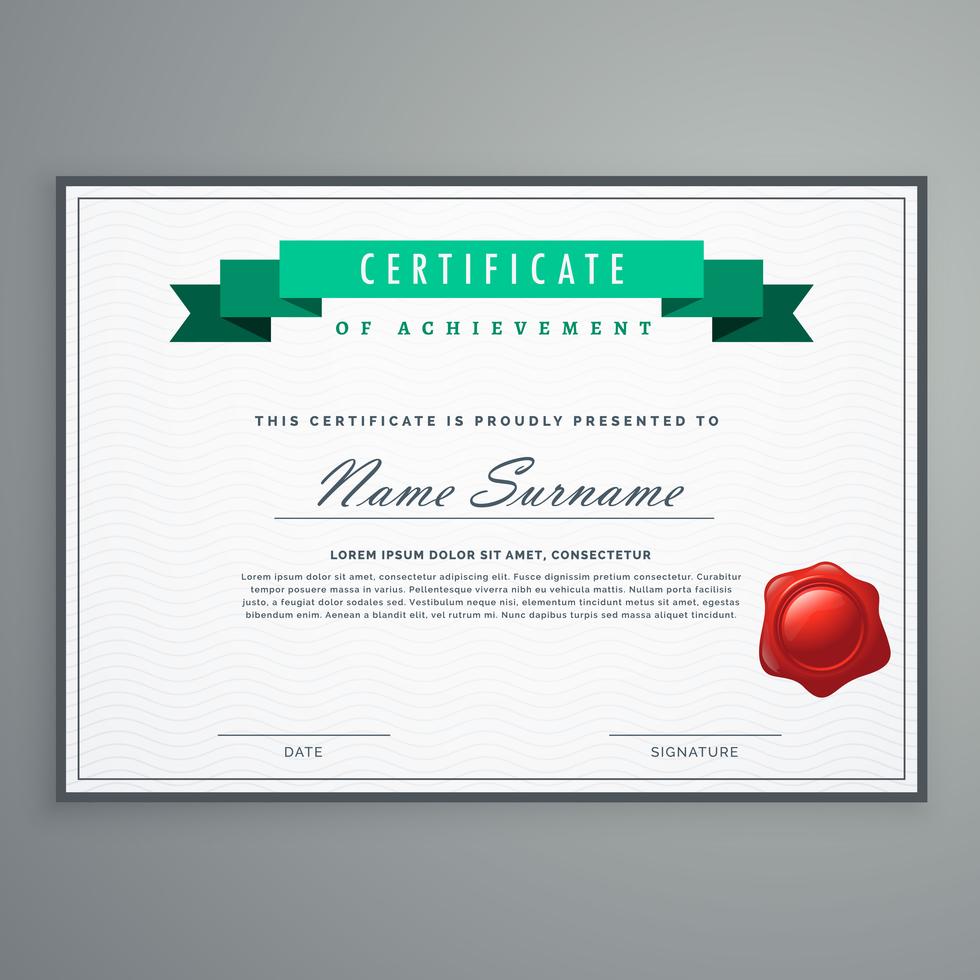 CERTIFICATE
OF ACHIEVEMENT
THIS CERTIFICATE IS PROUDLY PRESENTED TO
Name Surname
LOREM IPSUM DOLOR SIT AMET, CONSECTETUR
Lorem ipsum dolor sit amet, consectetur adipiscing elit. Fusce dignissim pretium consectetur. Curabitur
tempor posuere massa in varius. Pellentesque viverra nibh eu vehicula mattis. Nullam porta facilisis
justo, a feugiat dolor sodales sed. Vestibulum neque nisi, elementum tincidunt metus sit amet, egestas
bibendum enim. Aenean a blandit elit, vel rutrum mi. Nunc dapibus turpis sed massa aliquet tincidunt.
DATE
SIGNATURE